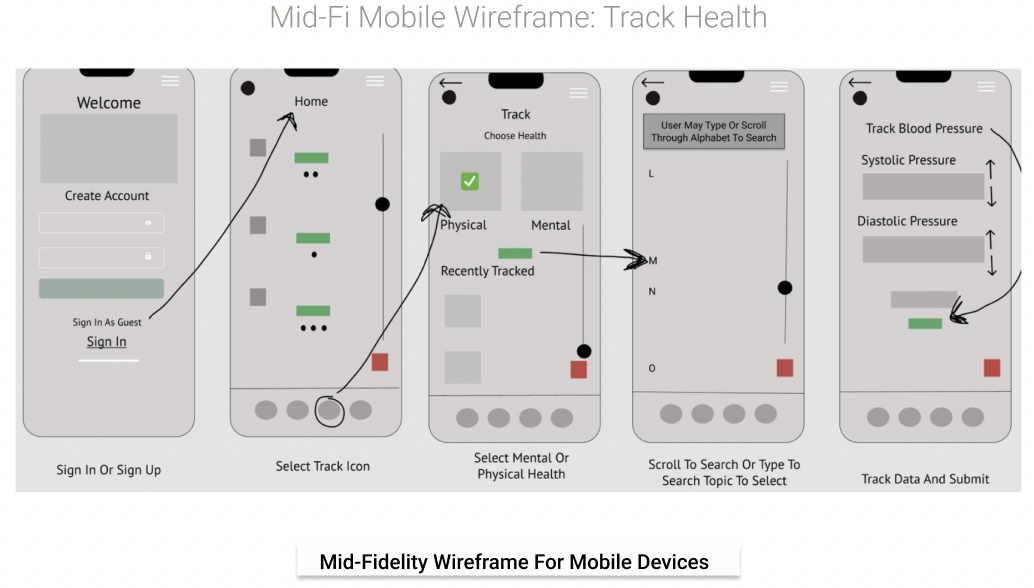 Mid-Fi Mobile Wireframe: Track Health
Welcome
Create Account
Sign In As Guest
Sign In
Sign In Or Sign Up
Home
Select Track Icon
Track
Choose Health
Physical
Mental
Recently Tracked
Select Mental Or
Physical Health
User May Type Or Scroll
Through Alphabet To Search
L
M
N
O
Scroll To Search Or Type To
Search Topic To Select
Track Blood Pressure
Systolic Pressure
Diastolic Pressure
Track Data And Submit
Mid-Fidelity Wireframe For Mobile Devices